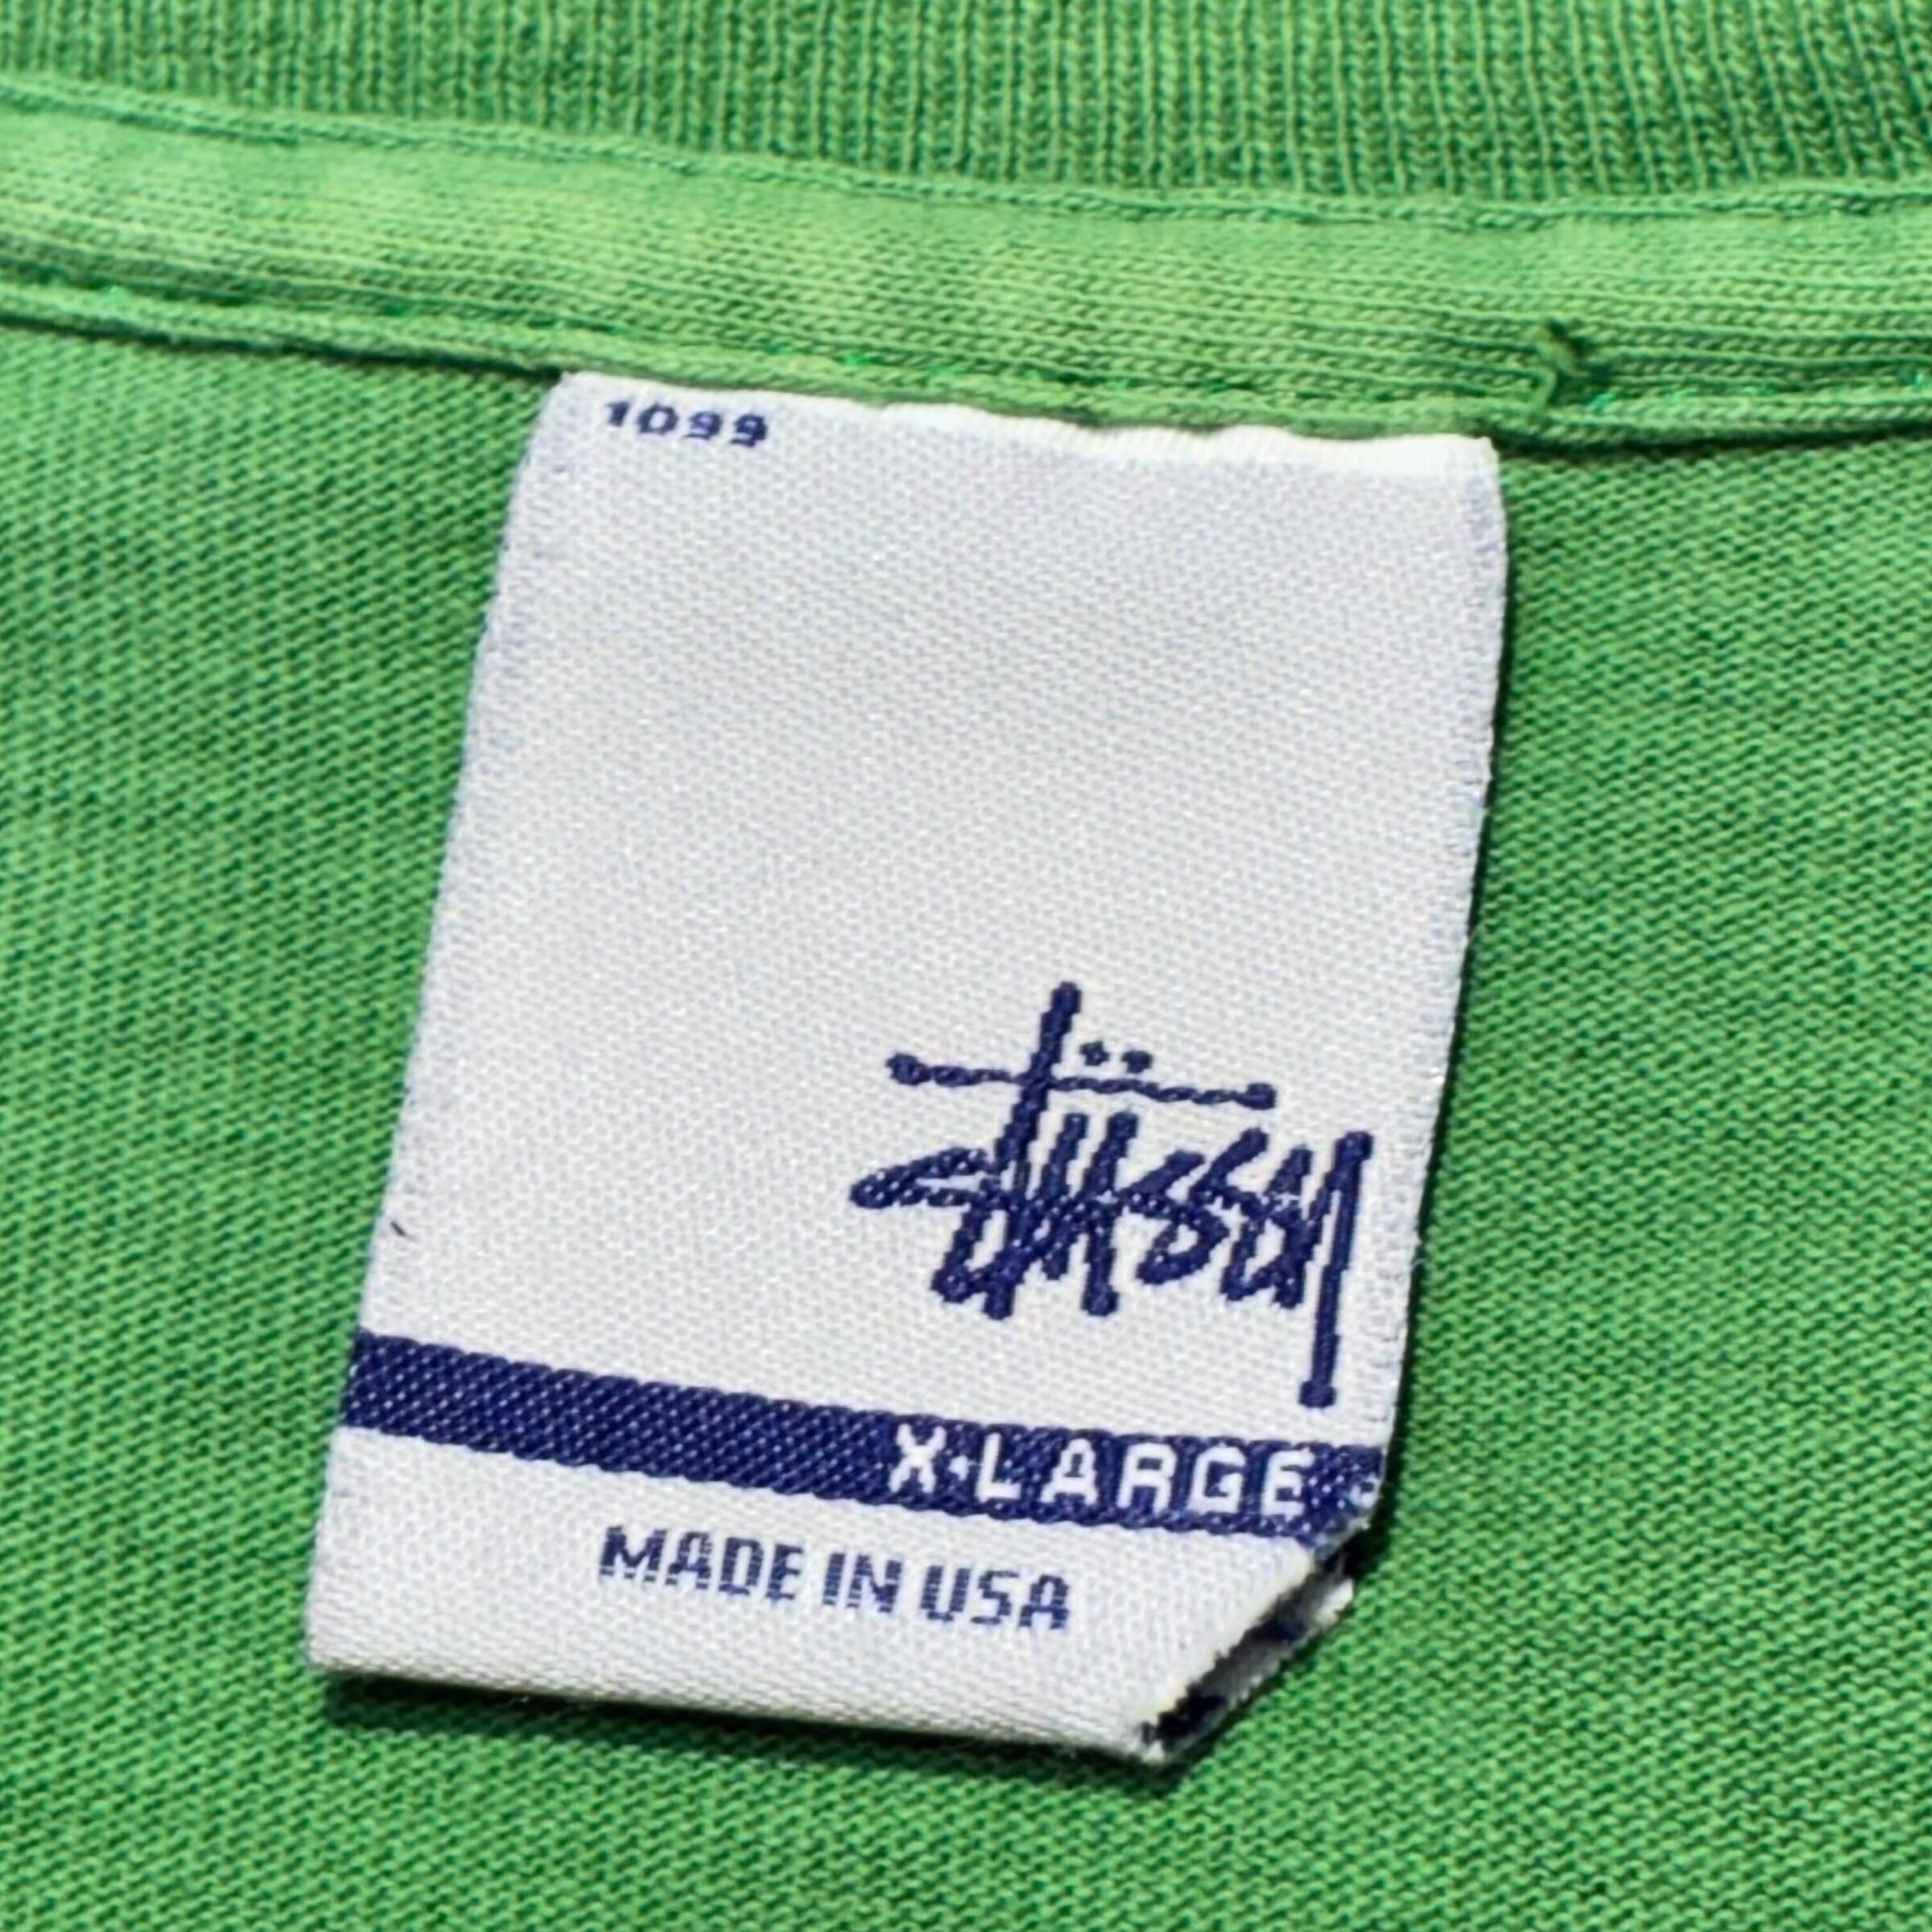 1099
Stüssy
X-LARGE
MADE IN USA